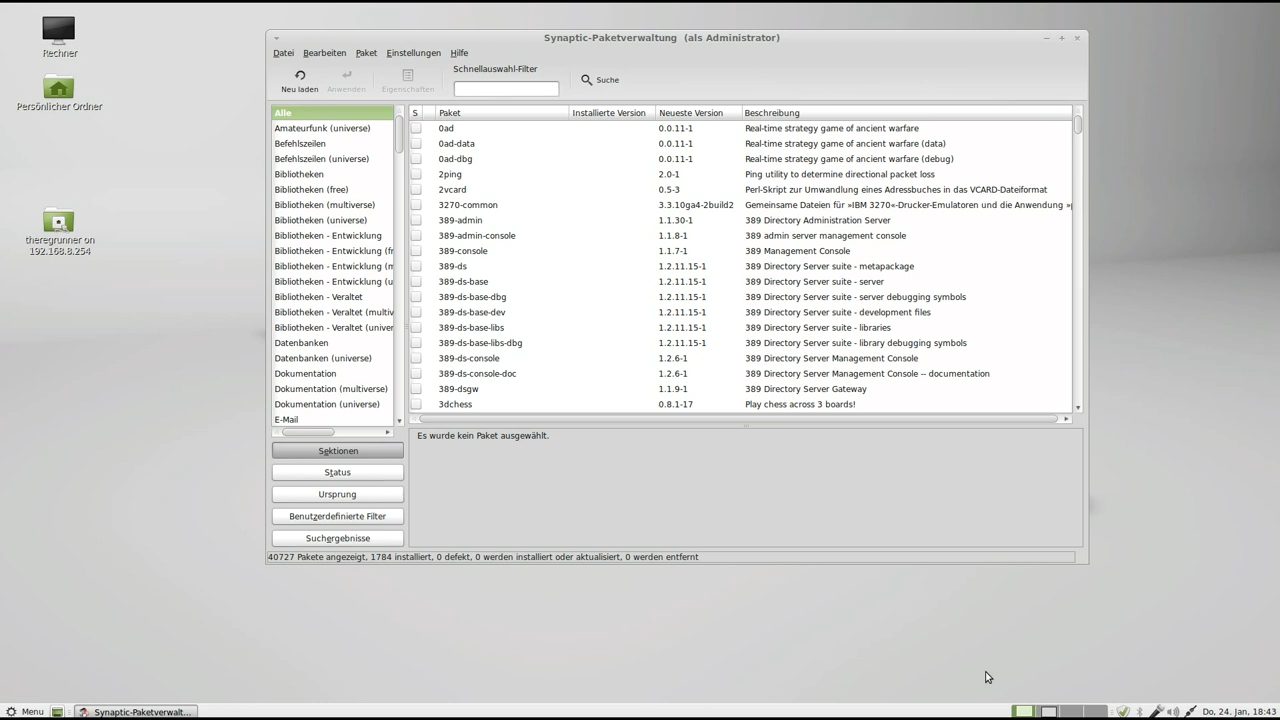 Rechner
Persönlicher Ordner
theregrunner on
192.168.8.254
Synaptic-Paketverwaltung (als Administrator)
Datei Bearbeiten Paket Einstellungen Hilfe
Neu laden Anwenden Eigenschaften
Schnellauswahl-Filter
Suche
Alle
Amateurfunk (universe)
Befehlszeilen
Befehlszeilen (universe)
Bibliotheken
Bibliotheken (free)
Bibliotheken (multiverse)
Bibliotheken (universe)
Bibliotheken - Entwicklung
Bibliotheken - Entwicklung (fr
Bibliotheken - Entwicklung (m
Bibliotheken - Entwicklung (u
Bibliotheken - Veraltet
Bibliotheken - Veraltet (multiv
Bibliotheken - Veraltet (univer
Datenbanken
Datenbanken (universe)
Dokumentation
Dokumentation (multiverse)
Dokumentation (universe)
E-Mail
S Paket Installierte Version Neueste Version Beschreibung
0ad 0.0.11-1 Real-time strategy game of ancient warfare
0ad-data 0.0.11-1 Real-time strategy game of ancient warfare (data)
0ad-dbg 0.0.11-1 Real-time strategy game of ancient warfare (debug)
2ping 2.0-1 Ping utility to determine directional packet loss
2vcard 0.5-3 Perl-Skript zur Umwandlung eines Adressbuches in das VCARD-Dateiformat
3270-common 3.3.10ga4-2build2 Gemeinsame Dateien für »IBM 3270«-Drucker-Emulatoren und die Anwendung »p
389-admin 1.1.30-1 389 Directory Administration Server
389-admin-console 1.1.8-1 389 admin server management console
389-console 1.1.7-1 389 Management Console
389-ds 1.2.11.15-1 389 Directory Server suite - metapackage
389-ds-base 1.2.11.15-1 389 Directory Server suite - server
389-ds-base-dbg 1.2.11.15-1 389 Directory Server suite - server debugging symbols
389-ds-base-dev 1.2.11.15-1 389 Directory Server suite - development files
389-ds-base-libs 1.2.11.15-1 389 Directory Server suite - libraries
389-ds-base-libs-dbg 1.2.11.15-1 389 Directory Server suite - library debugging symbols
389-ds-console 1.2.6-1 389 Directory Server Management Console
389-ds-console-doc 1.2.6-1 389 Directory Server Management Console -- documentation
389-dsgw 1.1.9-1 389 Directory Server Gateway
3dchess 0.8.1-17 Play chess across 3 boards!
Es wurde kein Paket ausgewählt.
Sektionen
Status
Ursprung
Benutzerdefinierte Filter
Suchergebnisse
40727 Pakete angezeigt, 1784 installiert, 0 defekt, 0 werden installiert oder aktualisiert, 0 werden entfernt
Menu Synaptic-Paketverwalt... Do, 24. Jan, 18:43